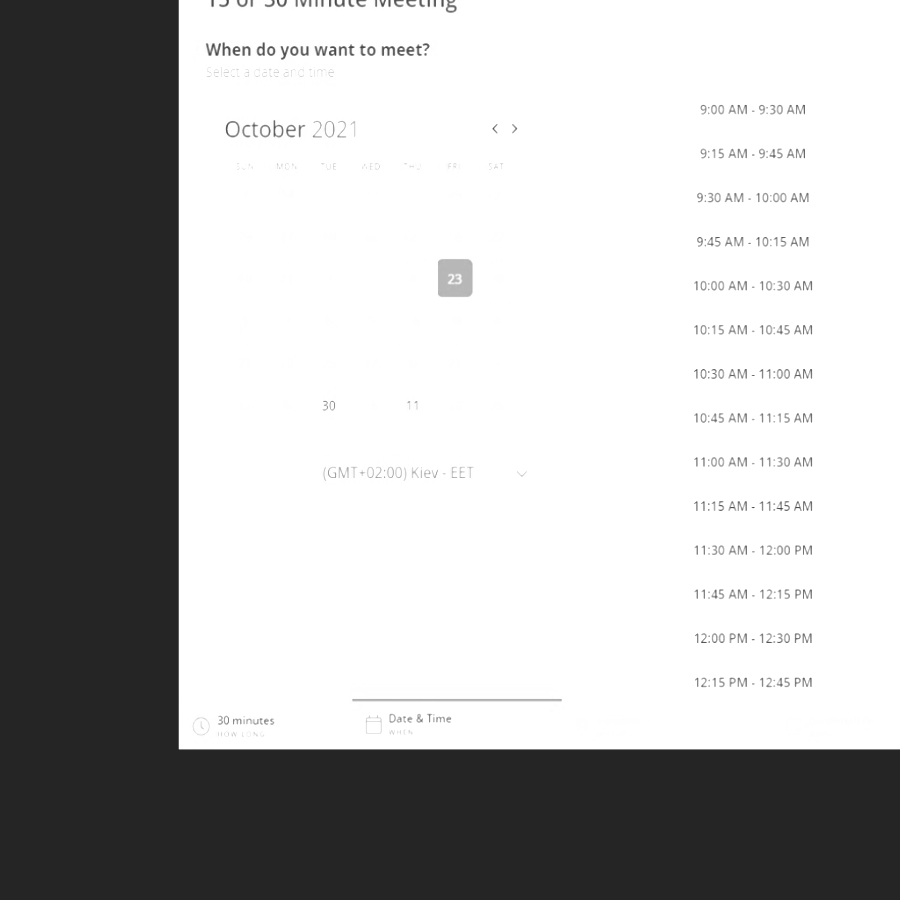 15 or 30 Minute Meeting
When do you want to meet?
Select a date and time
October 2021
SUN MON TUE WED THU FRI SAT
23
30 11
(GMT+02:00) Kiev - EET
9:00 AM - 9:30 AM
9:15 AM - 9:45 AM
9:30 AM - 10:00 AM
9:45 AM - 10:15 AM
10:00 AM - 10:30 AM
10:15 AM - 10:45 AM
10:30 AM - 11:00 AM
10:45 AM - 11:15 AM
11:00 AM - 11:30 AM
11:15 AM - 11:45 AM
11:30 AM - 12:00 PM
11:45 AM - 12:15 PM
12:00 PM - 12:30 PM
12:15 PM - 12:45 PM
30 minutes
HOW LONG
Date & Time
WHEN